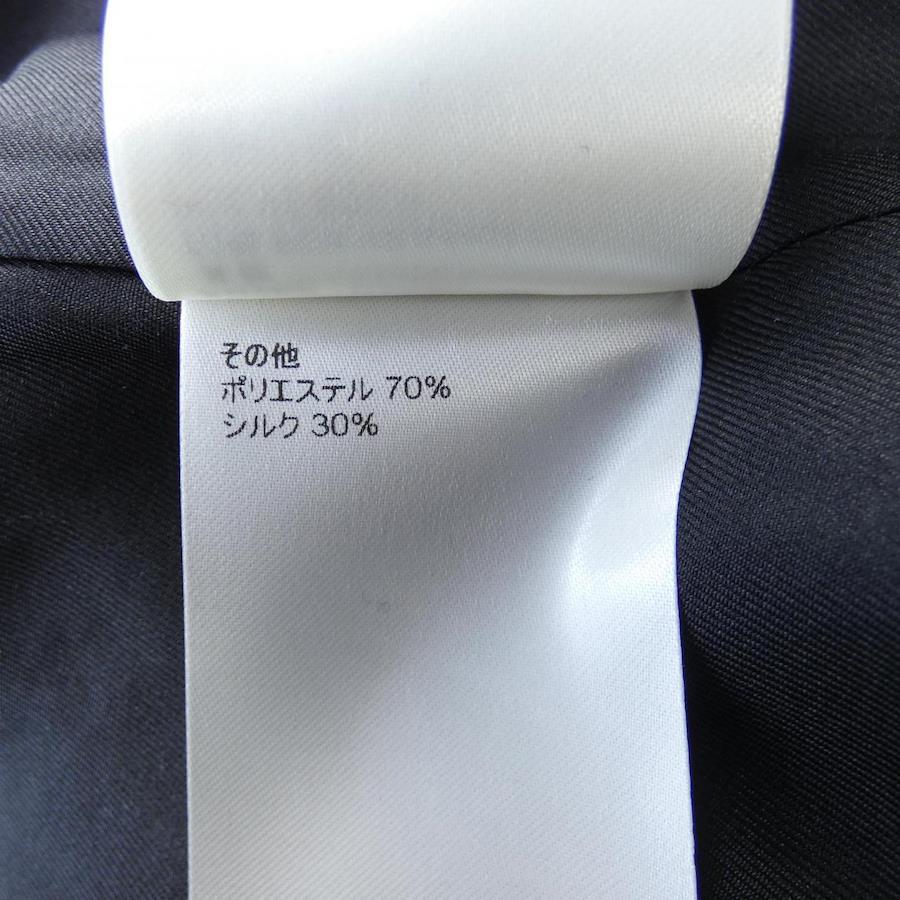 その他
ポリエステル 70%
シルク 30%